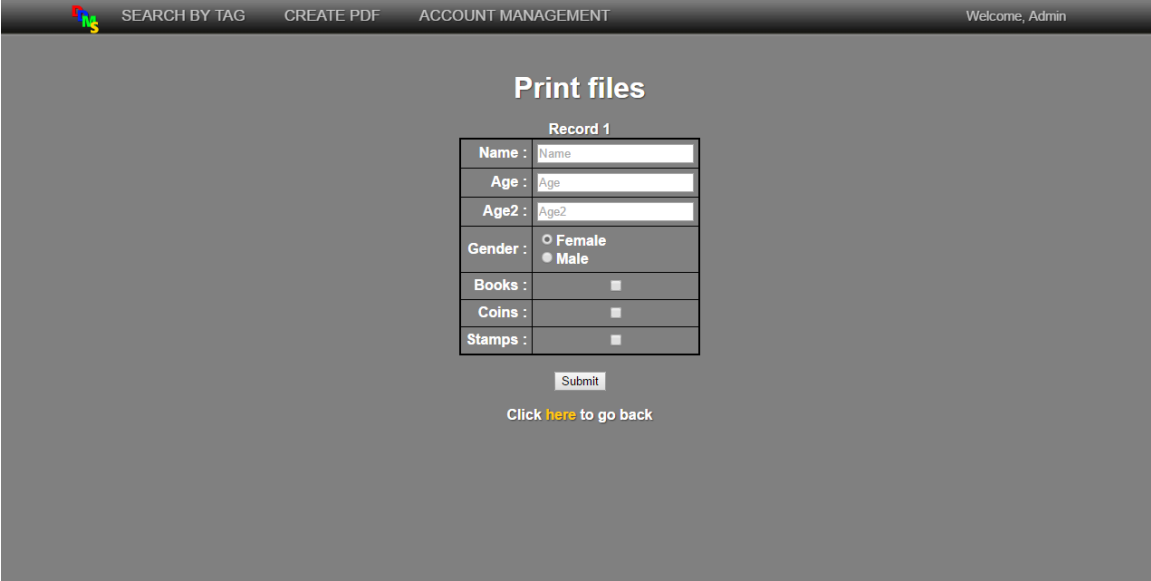 DMS SEARCH BY TAG CREATE PDF ACCOUNT MANAGEMENT Welcome, Admin
Print files
Record 1
Name : Name
Age : Age
Age2 : Age2
Gender : Female
Male
Books :
Coins :
Stamps :
Submit
Click here to go back